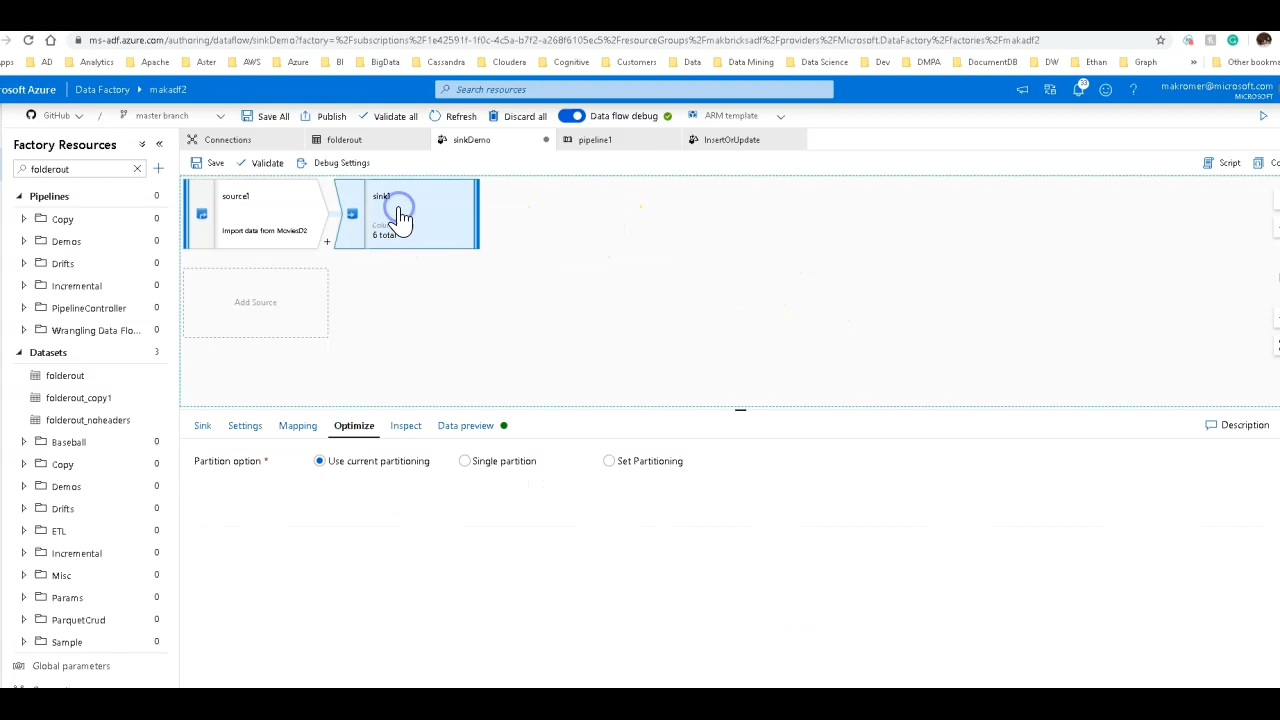 ms-adf.azure.com/authoring/dataflow/sinkDemo?factory=%2Fsubscriptions%2F1e42591f-1f0c-4c5a-b7f2-a268f6105ec5%2FresourceGroups%2Fmakbricksadf%2Fproviders%2FMicrosoft.DataFactory%2Ffactories%2Fmakadf2
pps AD Analytics Apache Aster AWS Azure BI BigData Cassandra Cloudera Cognitive Customers Data Data Mining Data Science Dev DMPA DocumentDB DW Ethan Graph » Other bookm
rosoft Azure Data Factory › makadf2 Search resources 33 ? makromer@microsoft.com
MICROSOFT
GitHub / master branch Save All Publish Validate all Refresh Discard all Data flow debug ARM template
Factory Resources Connections folderout sinkDemo pipeline1 InsertOrUpdate
folderout Save Validate Debug Settings Script Co
Pipelines 0
Copy 0
Demos 0
Drifts 0
Incremental 0
PipelineController 0
Wrangling Data Flo... 0
Datasets 3
folderout
folderout_copy1
folderout_noheaders
Baseball 0
Copy 0
Demos 0
Drifts 0
ETL 0
Incremental 0
Misc 0
Params 0
ParquetCrud 0
Sample 0
Global parameters
source1
Import data from MoviesD2
+
sink1
Colu
6 total
Add Source
Sink Settings Mapping Optimize Inspect Data preview Description
Partition option * Use current partitioning Single partition Set Partitioning